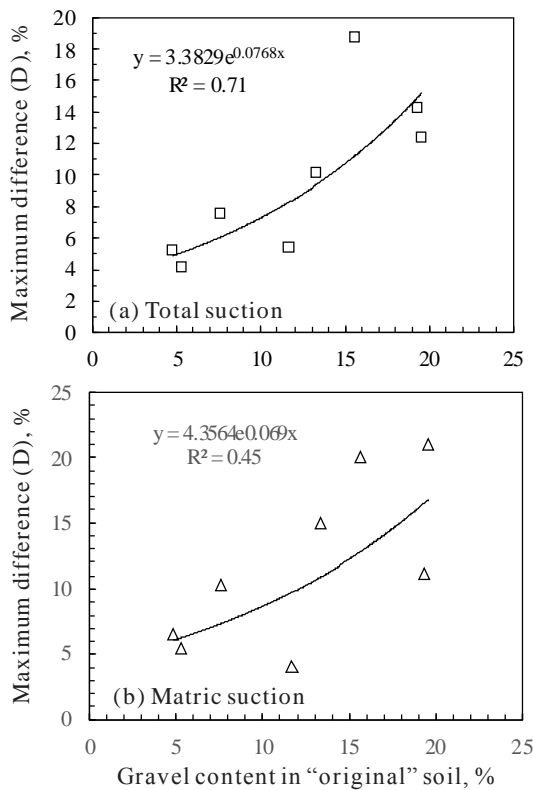 20
18
16
14
12
10
8
6
4
2
0
Maximum difference (D), %
y = 3.3829e0.0768x
R² = 0.71
(a) Total suction
0 5 10 15 20 25
25
20
15
10
5
0
Maximum difference (D), %
y = 4.3564e0.069x
R² = 0.45
(b) Matric suction
0 5 10 15 20 25
Gravel content in “original” soil, %